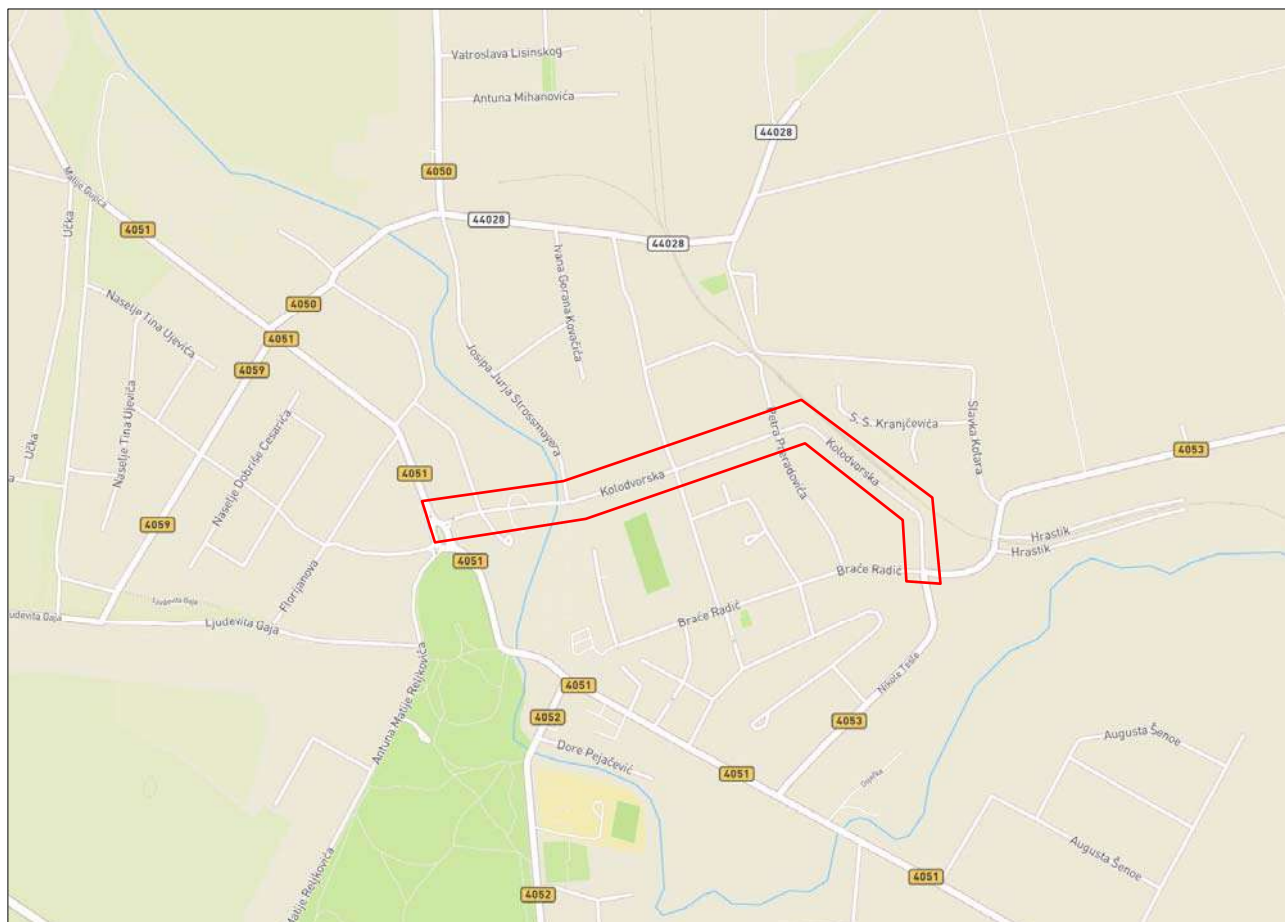 Vatroslava Lisinskog
Antuna Mihanovića
44028
4050
Matije Gupca
Učka
4051
44028
44028
Ivana Gorana Kovačića
4050
Naselje Tina Ujevića
4051
4059
Josipa Jurja Strossmayera
Naselje Tina Ujevića
Naselje Dobriše Cesarića
Učka
a
Petra Preradovića
S. S. Kranjčevića
Slavka Kolara
Kolodvorska
4053
4051
Kolodvorska
4059
Hrastik
Hrastik
4051
Braće Radić
Florijanova
Ljudevita Gaja
judevita Gaja
Ljudevita Gaja
Braće Radić
Antuna Matije Reljkovića
4051
Nikole Tesle
4052
4053
Dore Pejačević
Augusta Šenoe
4051
Osječka
Augusta Šenoe
4051
4052
Matije Reljkovića